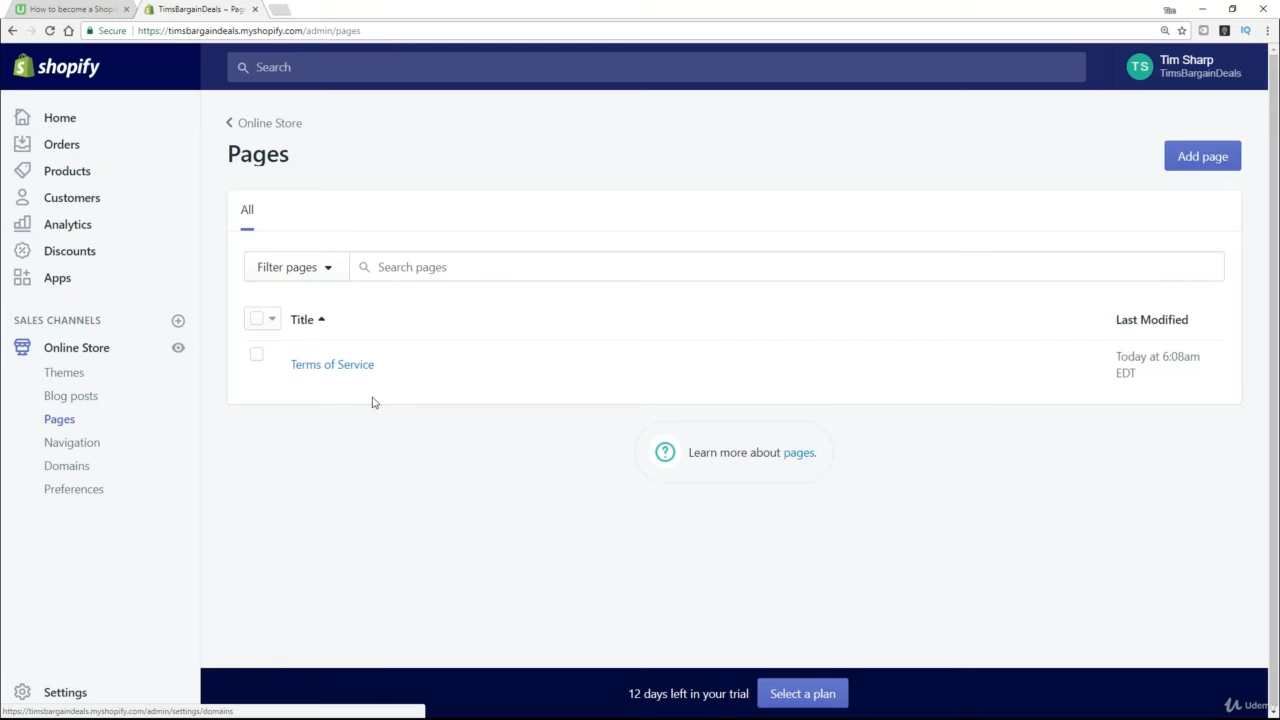 How to become a Shopif
TimsBargainDeals ~ Page
Tim
Secure
https://timsbargaindeals.myshopify.com/admin/pages
shopify
Search
TS
Tim Sharp
TimsBargainDeals
Home
Orders
Products
Customers
Analytics
Discounts
Apps
SALES CHANNELS
Online Store
Themes
Blog posts
Pages
Navigation
Domains
Preferences
Settings
Online Store
Pages
Add page
All
Filter pages
Search pages
Title
Last Modified
Terms of Service
Today at 6:08am
EDT
Learn more about pages.
12 days left in your trial
Select a plan
https://timsbargaindeals.myshopify.com/admin/settings/domains
Udemy